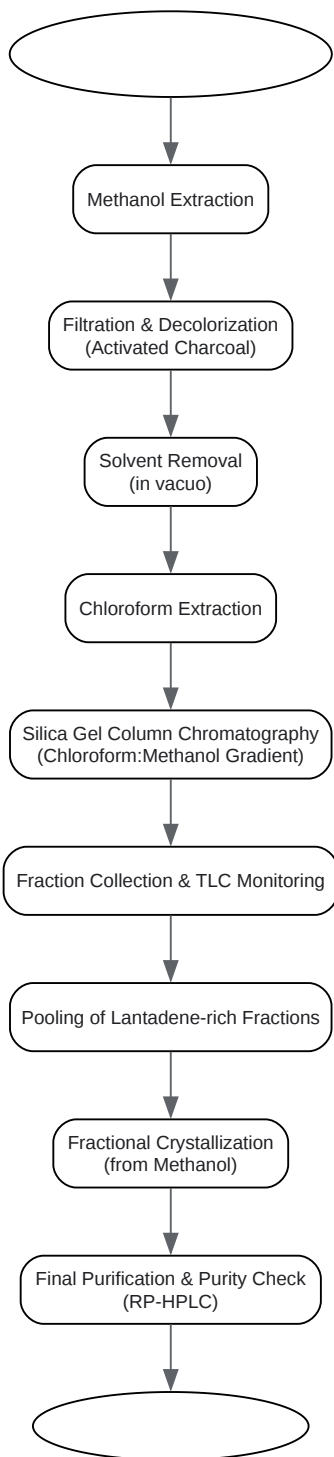 Methanol Extraction
Filtration & Decolorization
(Activated Charcoal)
Solvent Removal
(in vacuo)
Chloroform Extraction
Silica Gel Column Chromatography
(Chloroform:Methanol Gradient)
Fraction Collection & TLC Monitoring
Pooling of Lantadene-rich Fractions
Fractional Crystallization
(from Methanol)
Final Purification & Purity Check
(RP-HPLC)